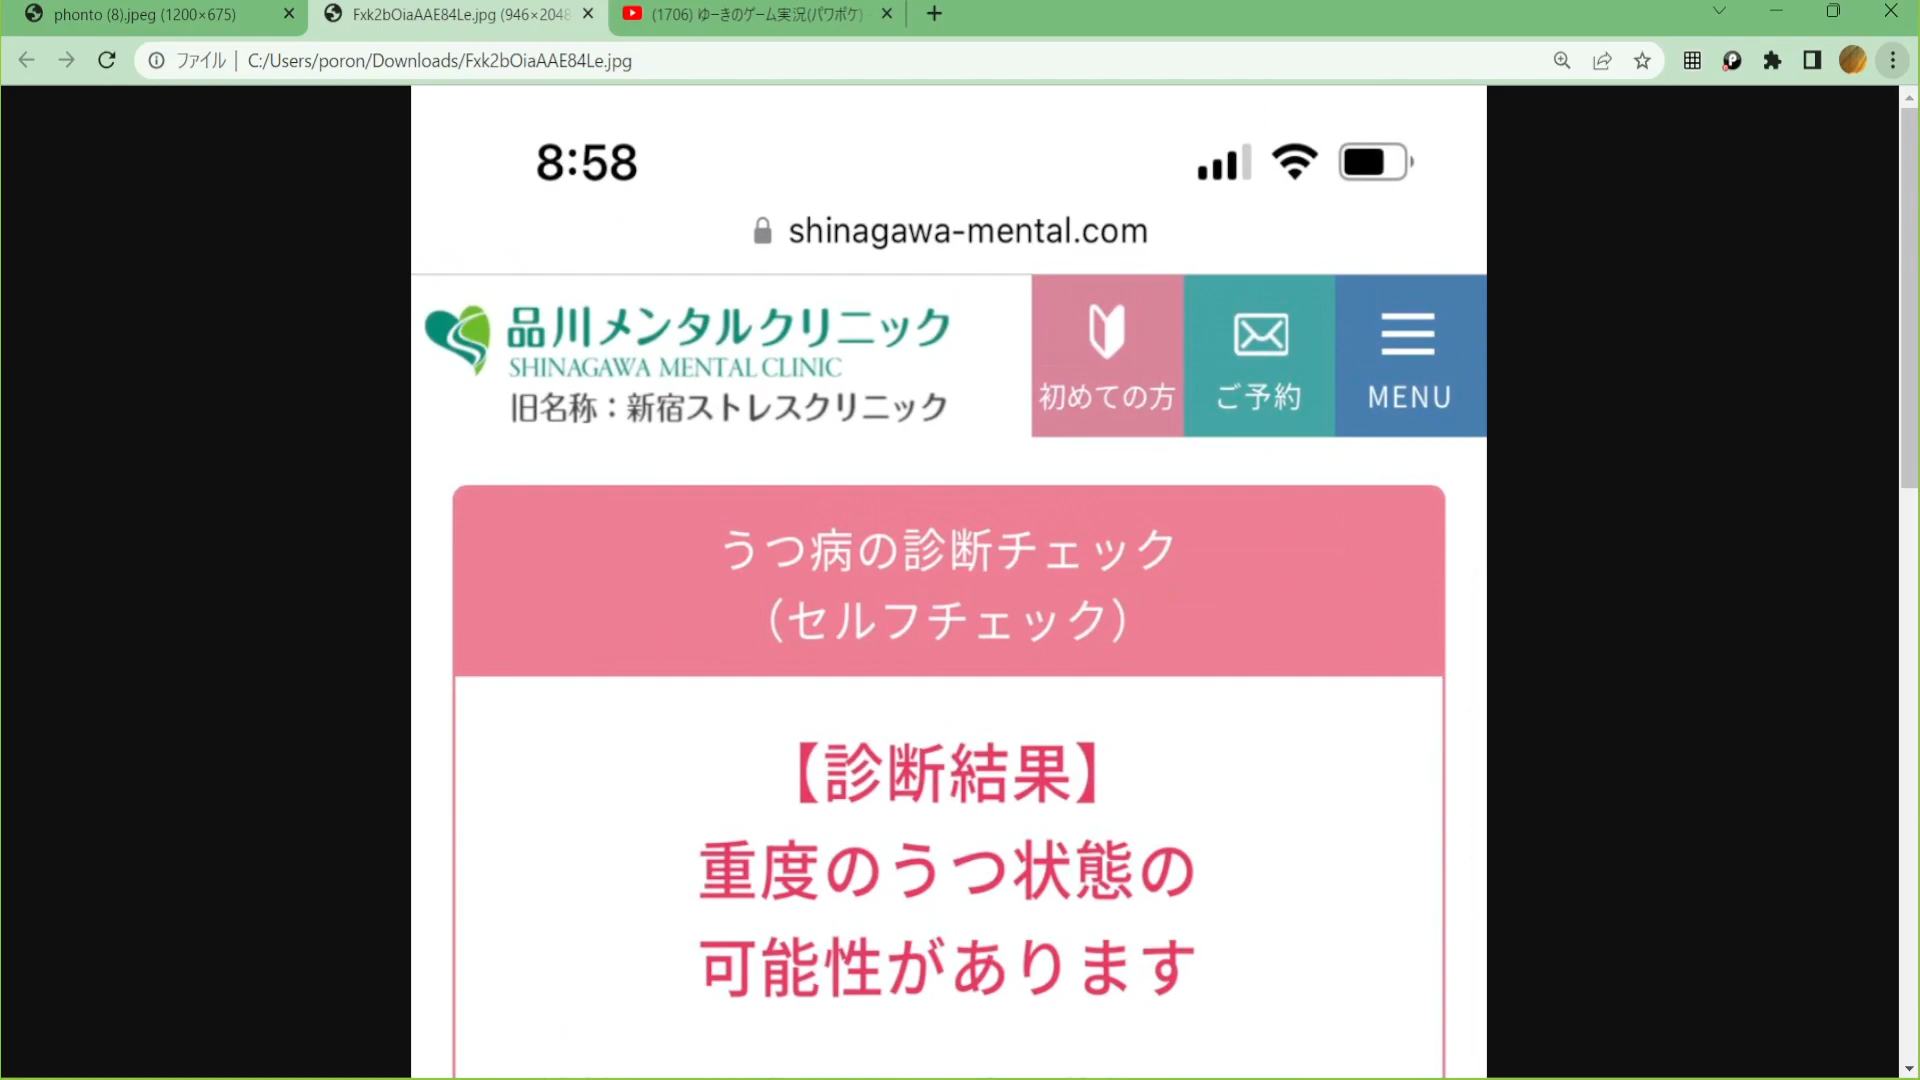 phonto (8).jpeg (1200×675)
Fxk2bOiaAAE84Le.jpg (946×2048
(1706) ゆーきのゲーム実況(パワポケ)
ファイル
C:/Users/poron/Downloads/Fxk2bOiaAAE84Le.jpg
8:58
shinagawa-mental.com
品川メンタルクリニック
SHINAGAWA MENTAL CLINIC
旧名称：新宿ストレスクリニック
初めての方
ご予約
MENU
うつ病の診断チェック
（セルフチェック）
【診断結果】
重度のうつ状態の
可能性があります